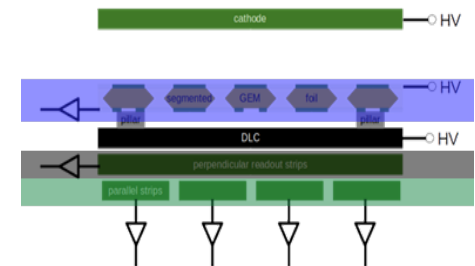 cathode HV
HV
segmented GEM foil
pillar pillar
DLC HV
perpendicular readout strips
parallel strips